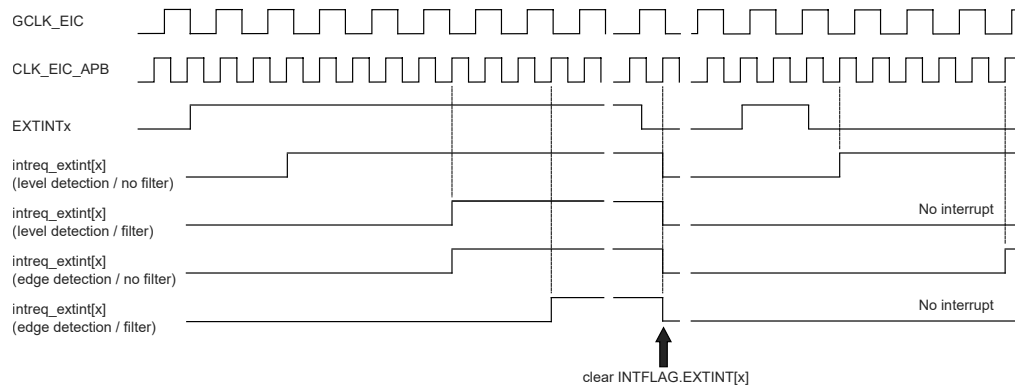 GCLK_EIC
CLK_EIC_APB
EXTINTx
intreq_extint[x]
(level detection / no filter)
intreq_extint[x]
(level detection / filter)
No interrupt
intreq_extint[x]
(edge detection / no filter)
intreq_extint[x]
(edge detection / filter)
No interrupt
clear INTFLAG.EXTINT[x]